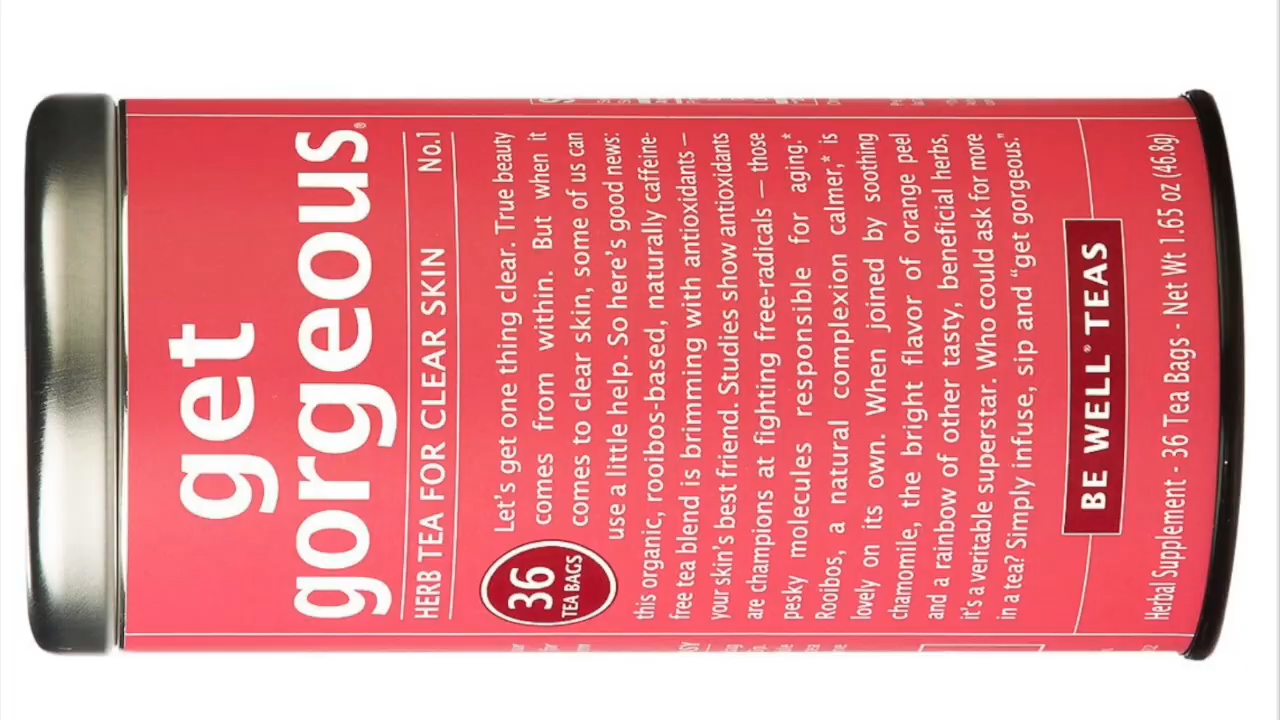 get
gorgeous®
HERB TEA FOR CLEAR SKIN No.1
36
TEA BAGS
Let's get one thing clear. True beauty
comes from within. But when it
comes to clear skin, some of us can
use a little help. So here's good news:
this organic, rooibos-based, naturally caffeine-
free tea blend is brimming with antioxidants –
your skin's best friend. Studies show antioxidants
are champions at fighting free-radicals — those
pesky molecules responsible for aging.*
Rooibos, a natural complexion calmer,* is
lovely on its own. When joined by soothing
chamomile, the bright flavor of orange peel
and a rainbow of other tasty, beneficial herbs,
it's a veritable superstar. Who could ask for more
in a tea? Simply infuse, sip and “get gorgeous.”
BE WELL® TEAS
Herbal Supplement - 36 Tea Bags - Net Wt 1.65 oz (46.8g)